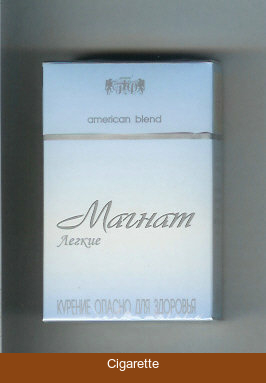 american blend
Магнат
Легкие
КУРЕНИЕ ОПАСНО ДЛЯ ЗДОРОВЬЯ
Cigarette